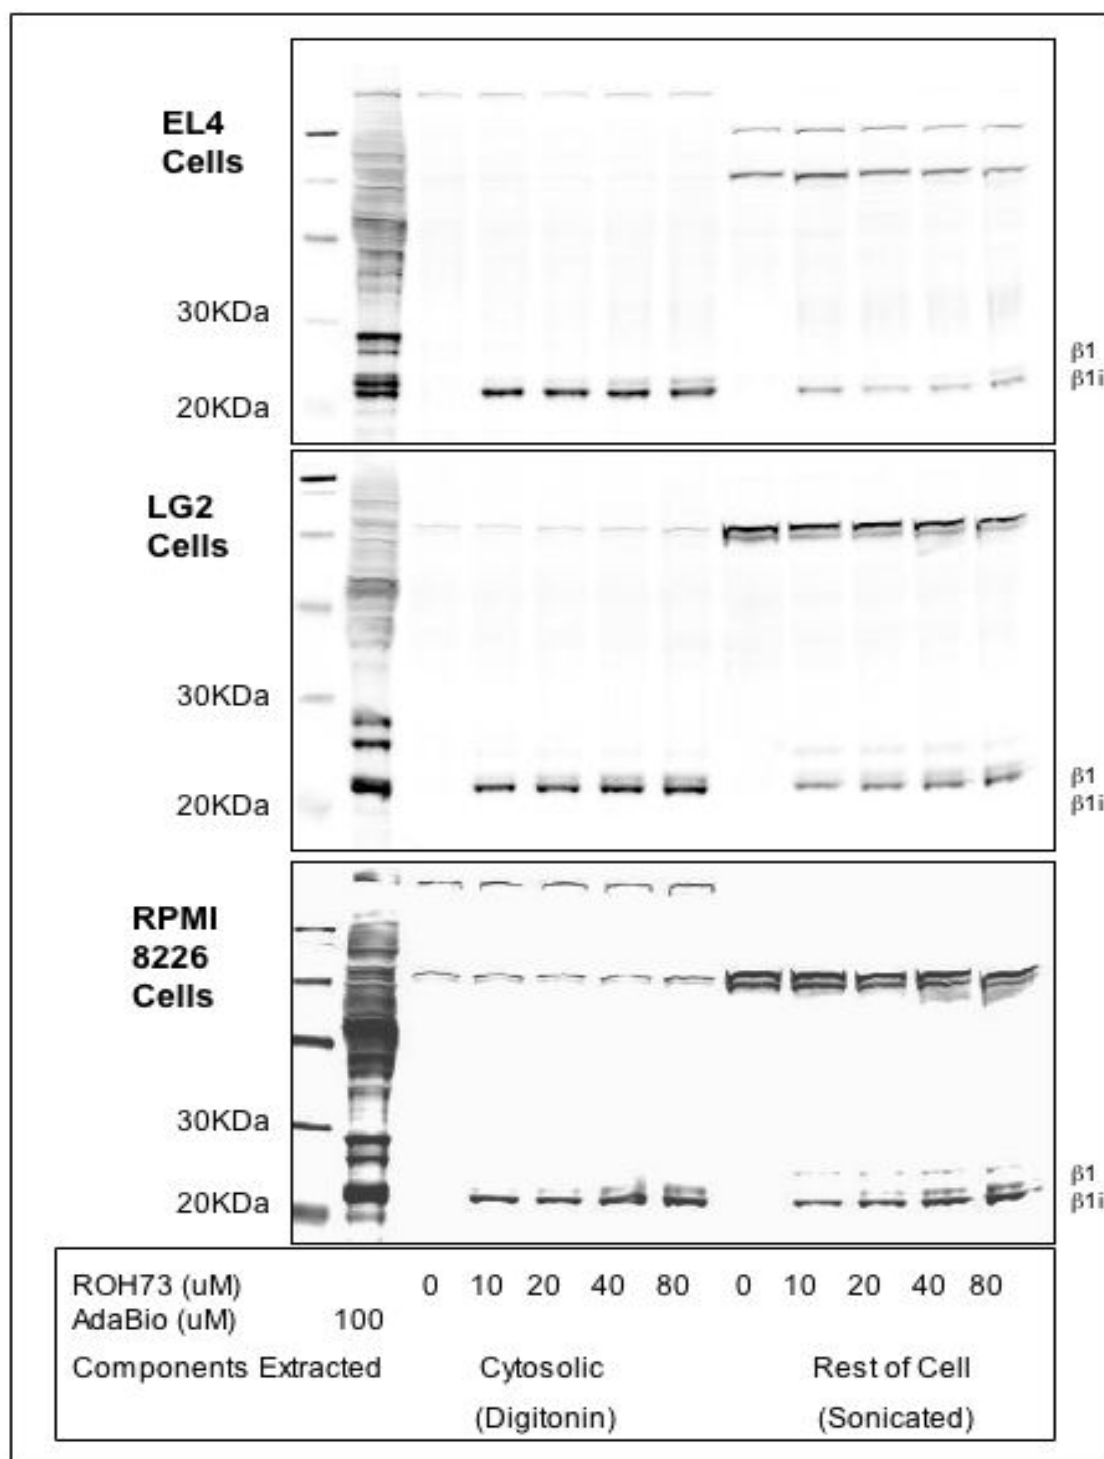 EL4
Cells
30KDa
20KDa
β1
β1i
LG2
Cells
30KDa
20KDa
β1
β1i
RPMI
8226
Cells
30KDa
20KDa
β1
β1i
ROH73 (uM) 0 10 20 40 80 0 10 20 40 80
AdaBio (uM) 100
Components Extracted Cytosolic Rest of Cell
(Digitonin) (Sonicated)